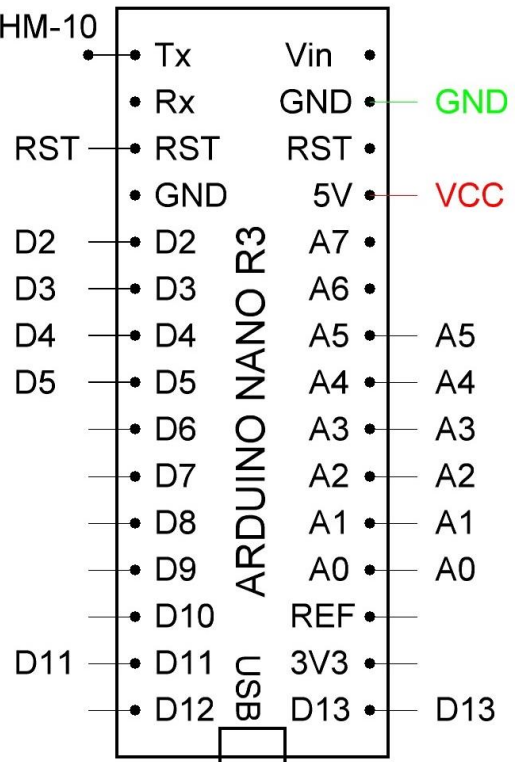 HM-10
Tx Vin
Rx GND GND
RST RST RST
GND 5V VCC
D2 D2 A7
D3 D3 A6
D4 D4 A5 A5
D5 D5 A4 A4
D6 A3 A3
D7 A2 A2
D8 A1 A1
D9 A0 A0
D10 REF
D11 D11 3V3
D12 D13 D13
ARDUINO NANO R3
USB